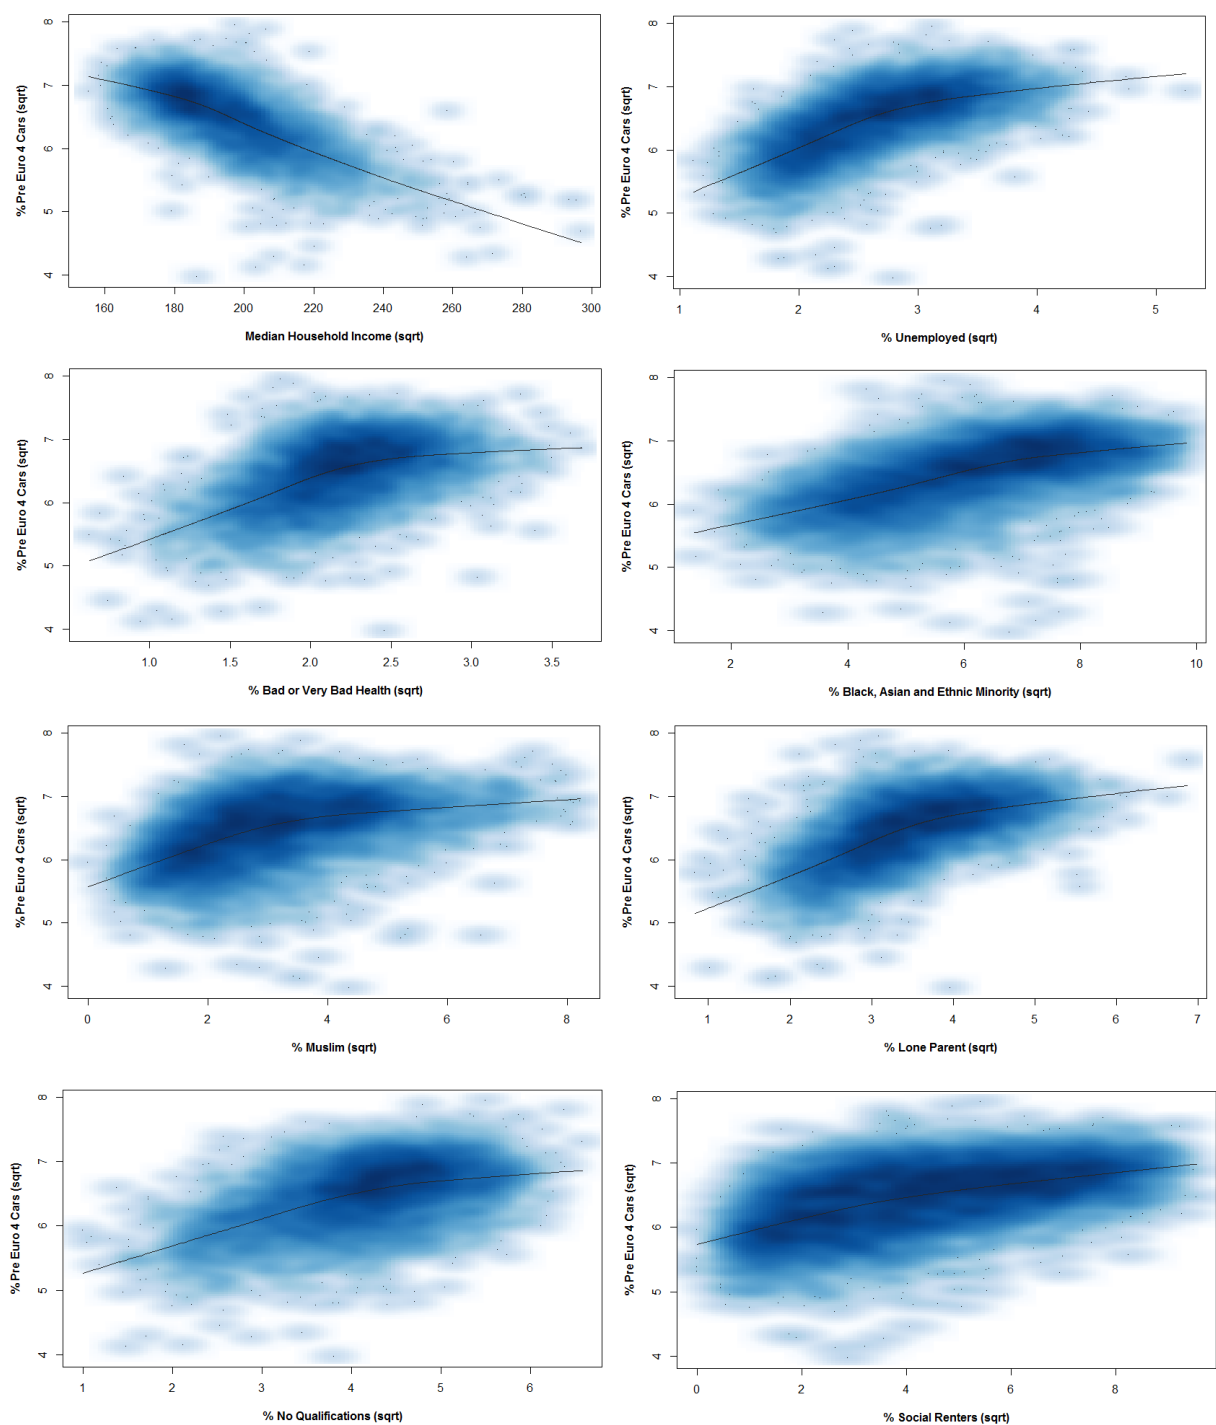 8
7
6
5
4
% Pre Euro 4 Cars (sqrt)
160 180 200 220 240 260 280 300
Median Household Income (sqrt)
8
7
6
5
4
% Pre Euro 4 Cars (sqrt)
1 2 3 4 5
% Unemployed (sqrt)
8
7
6
5
4
% Pre Euro 4 Cars (sqrt)
1.0 1.5 2.0 2.5 3.0 3.5
% Bad or Very Bad Health (sqrt)
8
7
6
5
4
% Pre Euro 4 Cars (sqrt)
2 4 6 8 10
% Black, Asian and Ethnic Minority (sqrt)
8
7
6
5
4
% Pre Euro 4 Cars (sqrt)
0 2 4 6 8
% Muslim (sqrt)
8
7
6
5
4
% Pre Euro 4 Cars (sqrt)
1 2 3 4 5 6 7
% Lone Parent (sqrt)
8
7
6
5
4
% Pre Euro 4 Cars (sqrt)
1 2 3 4 5 6
% No Qualifications (sqrt)
8
7
6
5
4
% Pre Euro 4 Cars (sqrt)
0 2 4 6 8
% Social Renters (sqrt)